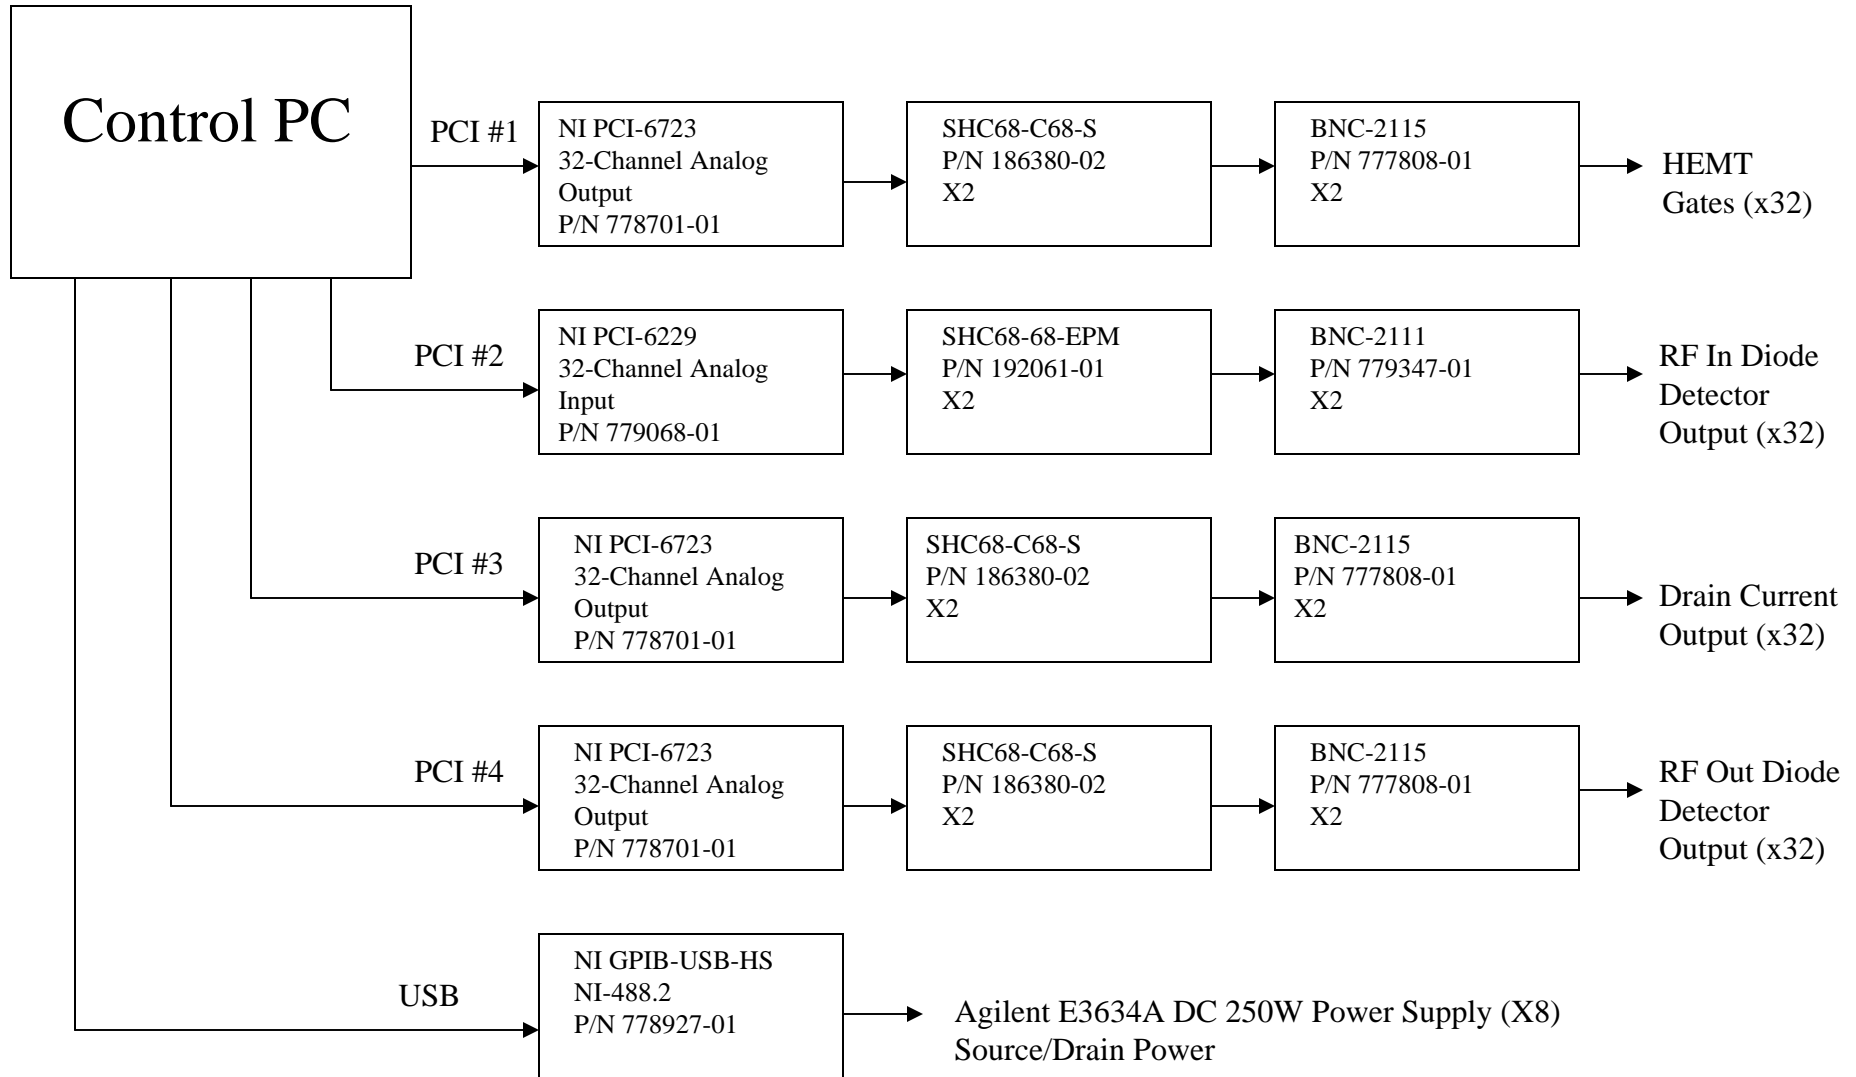 Control PC
PCI #1
NI PCI-6723
32-Channel Analog
Output
P/N 778701-01
SHC68-C68-S
P/N 186380-02
X2
BNC-2115
P/N 777808-01
X2
HEMT
Gates (x32)
PCI #2
NI PCI-6229
32-Channel Analog
Input
P/N 779068-01
SHC68-68-EPM
P/N 192061-01
X2
BNC-2111
P/N 779347-01
X2
RF In Diode
Detector
Output (x32)
PCI #3
NI PCI-6723
32-Channel Analog
Output
P/N 778701-01
SHC68-C68-S
P/N 186380-02
X2
BNC-2115
P/N 777808-01
X2
Drain Current
Output (x32)
PCI #4
NI PCI-6723
32-Channel Analog
Output
P/N 778701-01
SHC68-C68-S
P/N 186380-02
X2
BNC-2115
P/N 777808-01
X2
RF Out Diode
Detector
Output (x32)
USB
NI GPIB-USB-HS
NI-488.2
P/N 778927-01
Agilent E3634A DC 250W Power Supply (X8)
Source/Drain Power